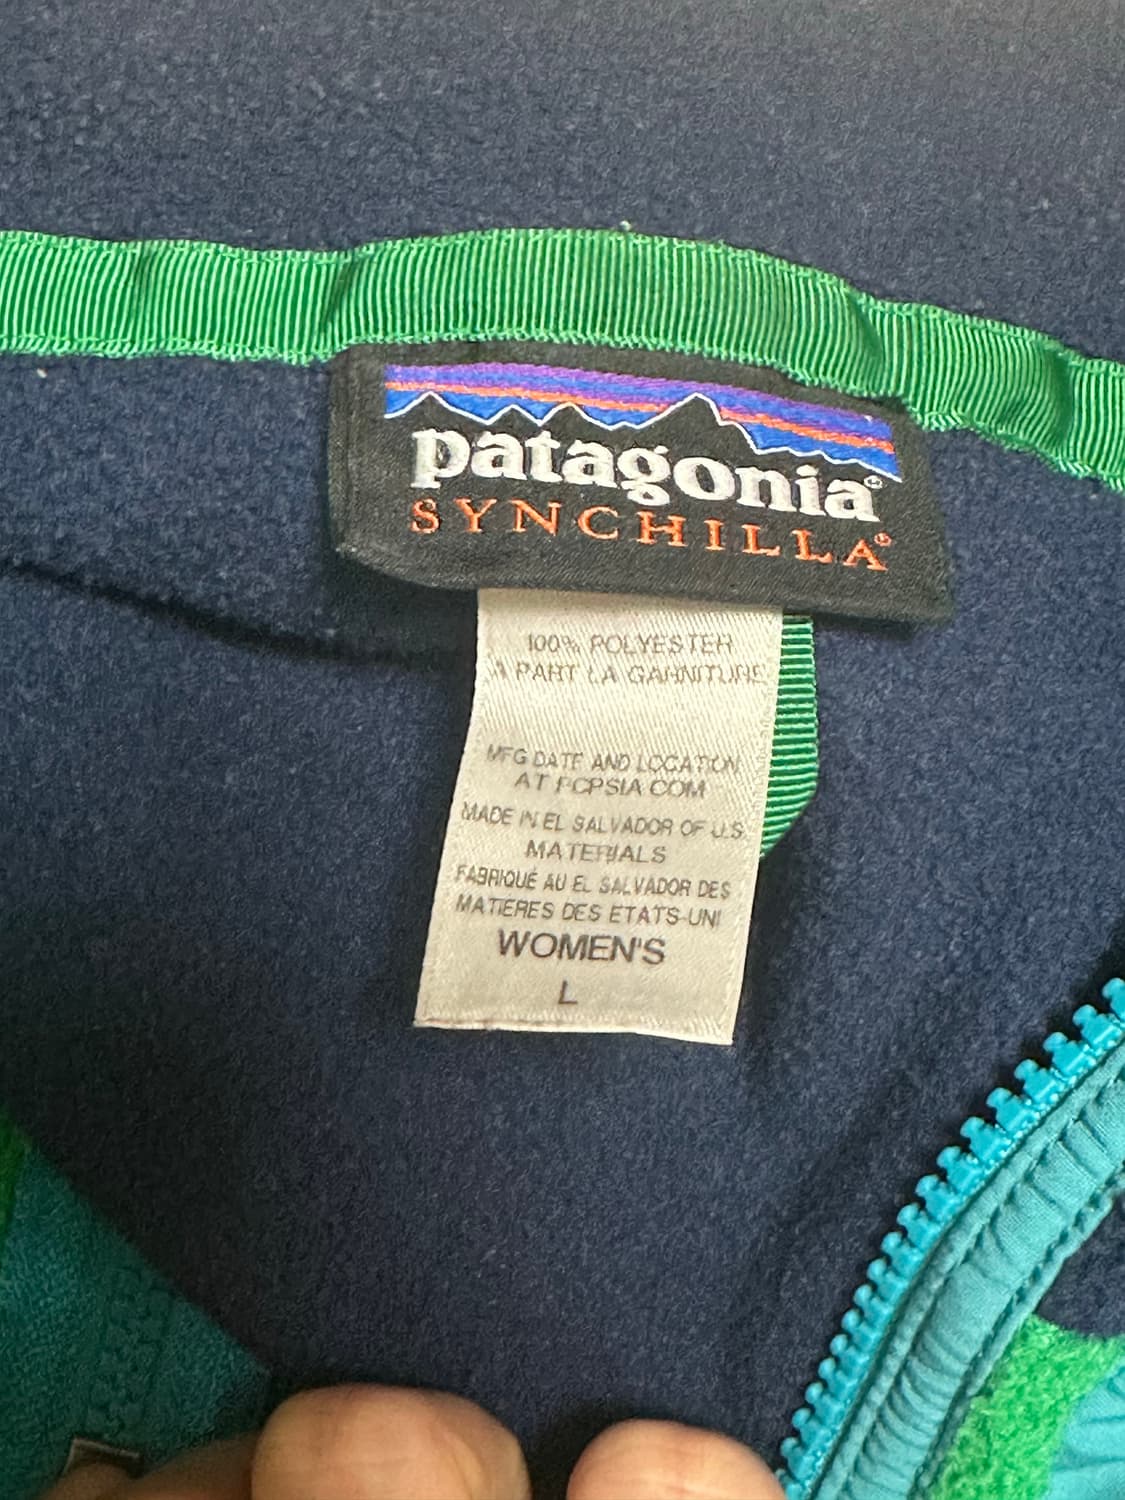 patagonia®
SYNCHILLA®
100% POLYESTER
A PART LA GARNITURE
MFG DATE AND LOCATION
AT PCPSIA COM
MADE IN EL SALVADOR OF U.S.
MATERIALS
FABRIQUÉ AU EL SALVADOR DES
MATIERES DES ETATS-UNI
WOMEN'S
L